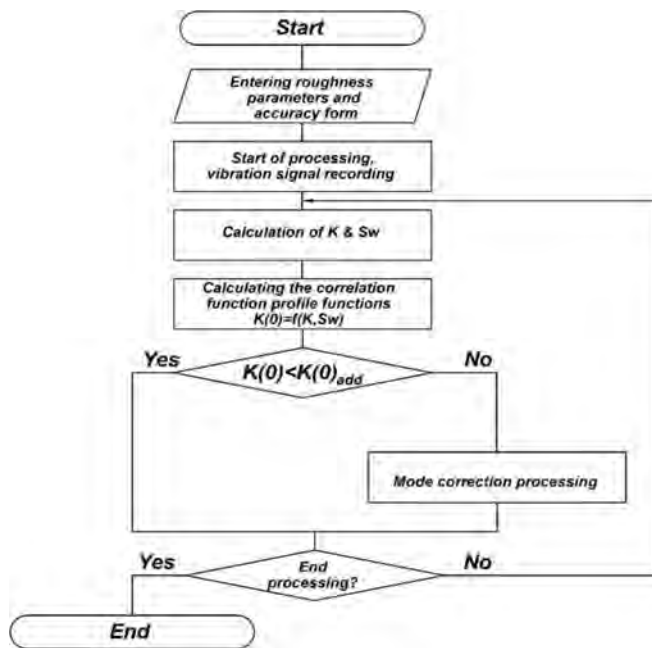 Start
Entering roughness
parameters and
accuracy form
Start of processing,
vibration signal recording
Calculation of K & Sw
Calculating the correlation
function profile functions
K(0)=f(K,Sw)
Yes
No
K(0)<K(0)add
Mode correction processing
Yes
No
End
processing?
End